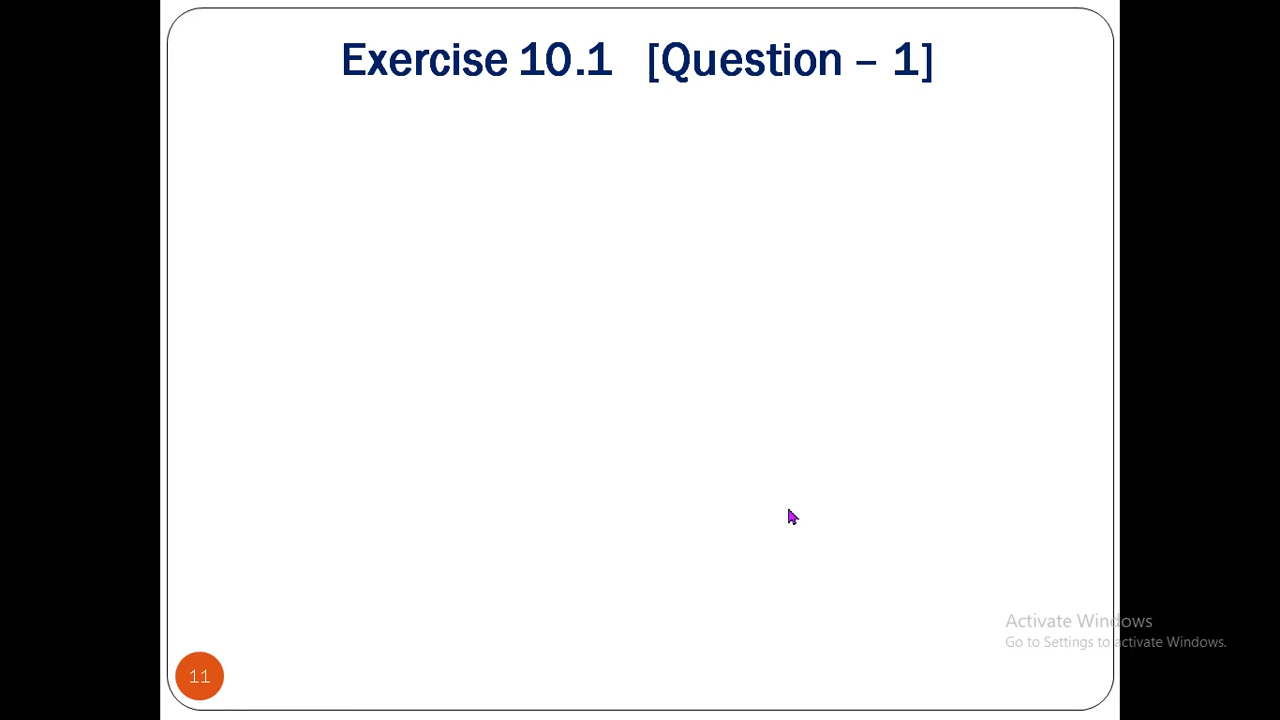 Exercise 10.1 [Question – 1]
Activate Windows
Go to Settings to activate Windows.
11